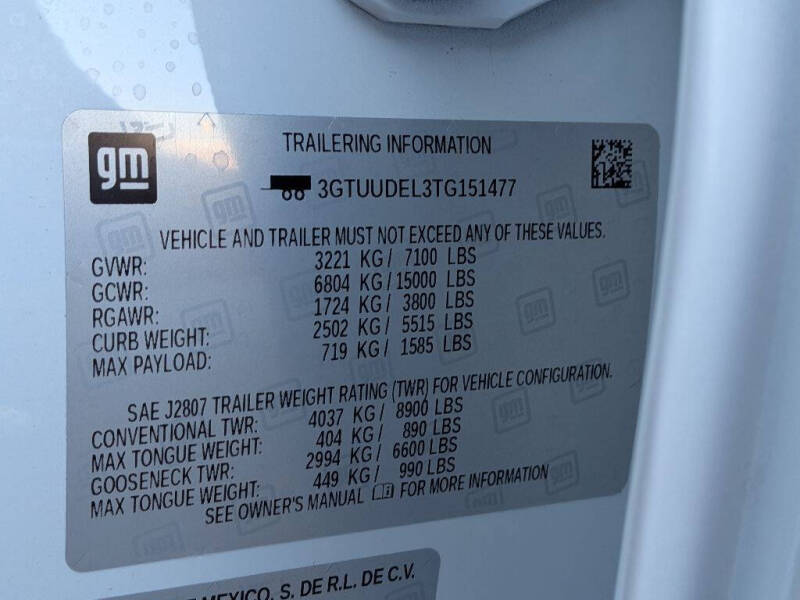 gm
TRAILERING INFORMATION
3GTUUDEL3TG151477
VEHICLE AND TRAILER MUST NOT EXCEED ANY OF THESE VALUES.
GVWR: 3221 KG / 7100 LBS
GCWR: 6804 KG / 15000 LBS
RGAWR: 1724 KG / 3800 LBS
CURB WEIGHT: 2502 KG / 5515 LBS
MAX PAYLOAD: 719 KG / 1585 LBS
SAE J2807 TRAILER WEIGHT RATING (TWR) FOR VEHICLE CONFIGURATION.
CONVENTIONAL TWR: 4037 KG / 8900 LBS
MAX TONGUE WEIGHT: 404 KG / 890 LBS
GOOSENECK TWR: 2994 KG / 6600 LBS
MAX TONGUE WEIGHT: 449 KG / 990 LBS
SEE OWNER'S MANUAL FOR MORE INFORMATION
MEXICO, S. DE R.L. DE C.V.